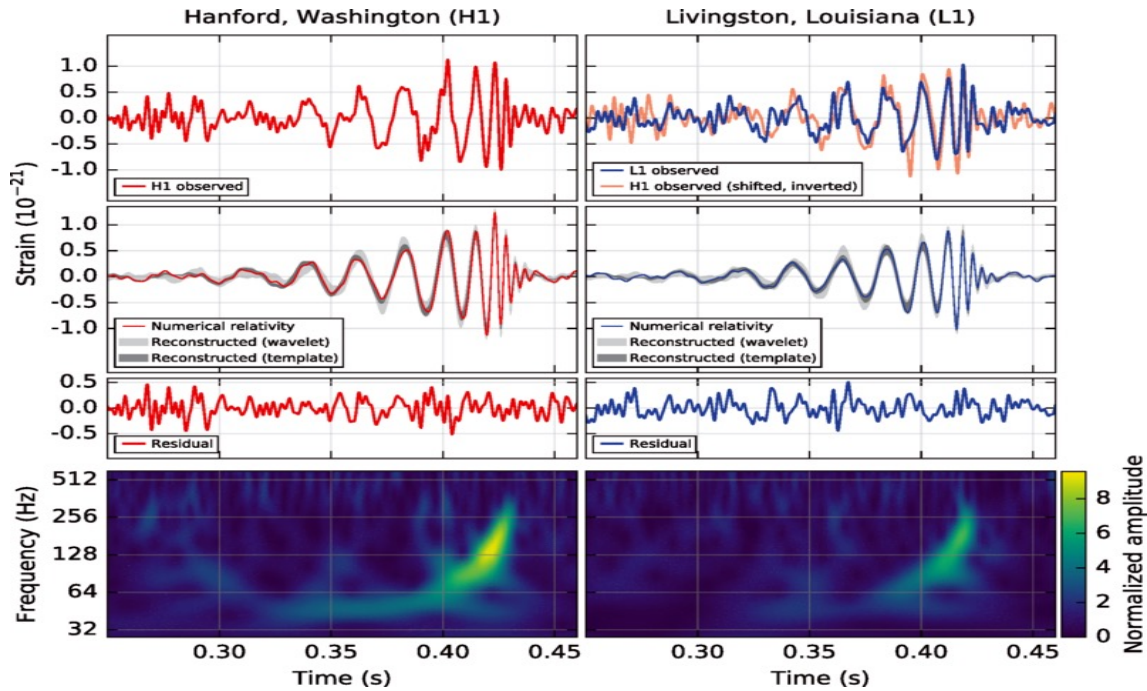 Hanford, Washington (H1)
Livingston, Louisiana (L1)
1.0
0.5
0.0
-0.5
-1.0
H1 observed
L1 observed
H1 observed (shifted, inverted)
Strain (10⁻²¹)
1.0
0.5
0.0
-0.5
-1.0
Numerical relativity
Reconstructed (wavelet)
Reconstructed (template)
Numerical relativity
Reconstructed (wavelet)
Reconstructed (template)
0.5
0.0
-0.5
Residual
Residual
Frequency (Hz)
512
256
128
64
32
0.30 0.35 0.40 0.45
Time (s)
0.30 0.35 0.40 0.45
Time (s)
8
6
4
2
0
Normalized amplitude